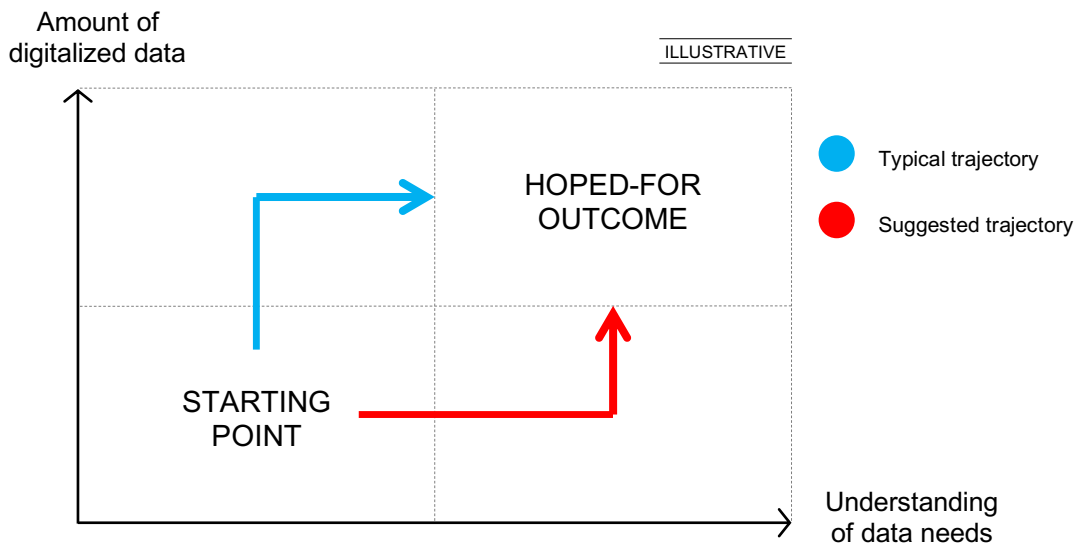 Amount of
digitalized data
ILLUSTRATIVE
Typical trajectory
HOPED-FOR
OUTCOME
Suggested trajectory
STARTING
POINT
Understanding
of data needs